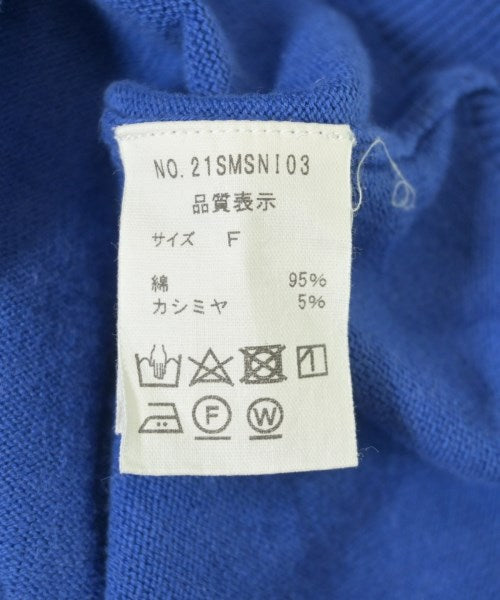 NO.21SMSNI03
品質表示
サイズ F
綿 95%
カシミヤ 5%
F W